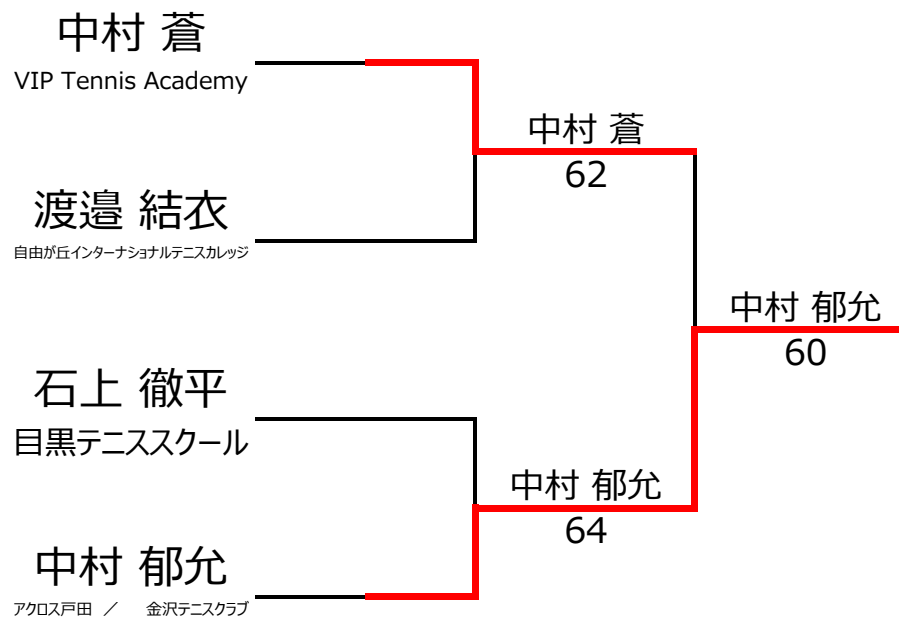 中村 蒼
VIP Tennis Academy
中村 蒼
62
渡邉 結衣
自由が丘インターナショナルテニスカレッジ
中村 郁允
60
石上 徹平
目黒テニススクール
中村 郁允
64
中村 郁允
アクロス戸田 ／ 金沢テニスクラブ